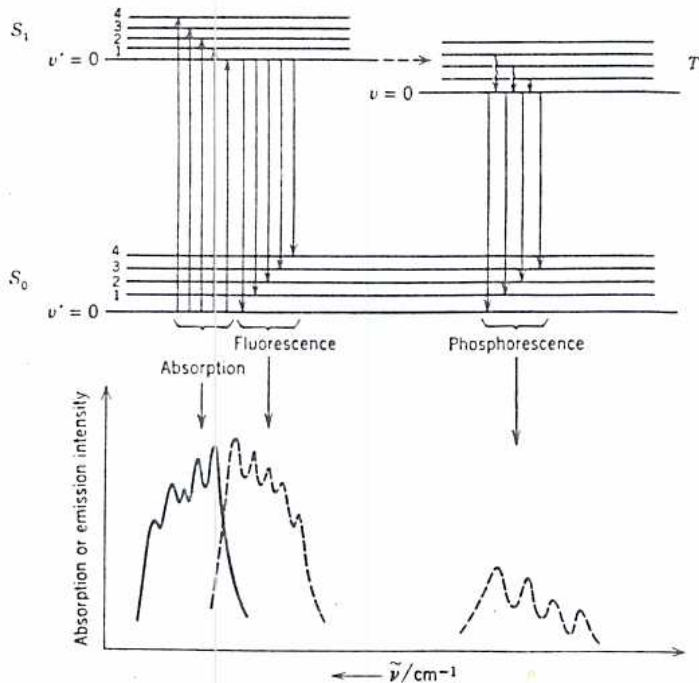 S₁
4
3
2
1
υ' = 0
T
υ = 0
S₀
4
3
2
1
υ" = 0
Fluorescence
Phosphorescence
Absorption
Absorption or emission intensity
ν̃/cm⁻¹